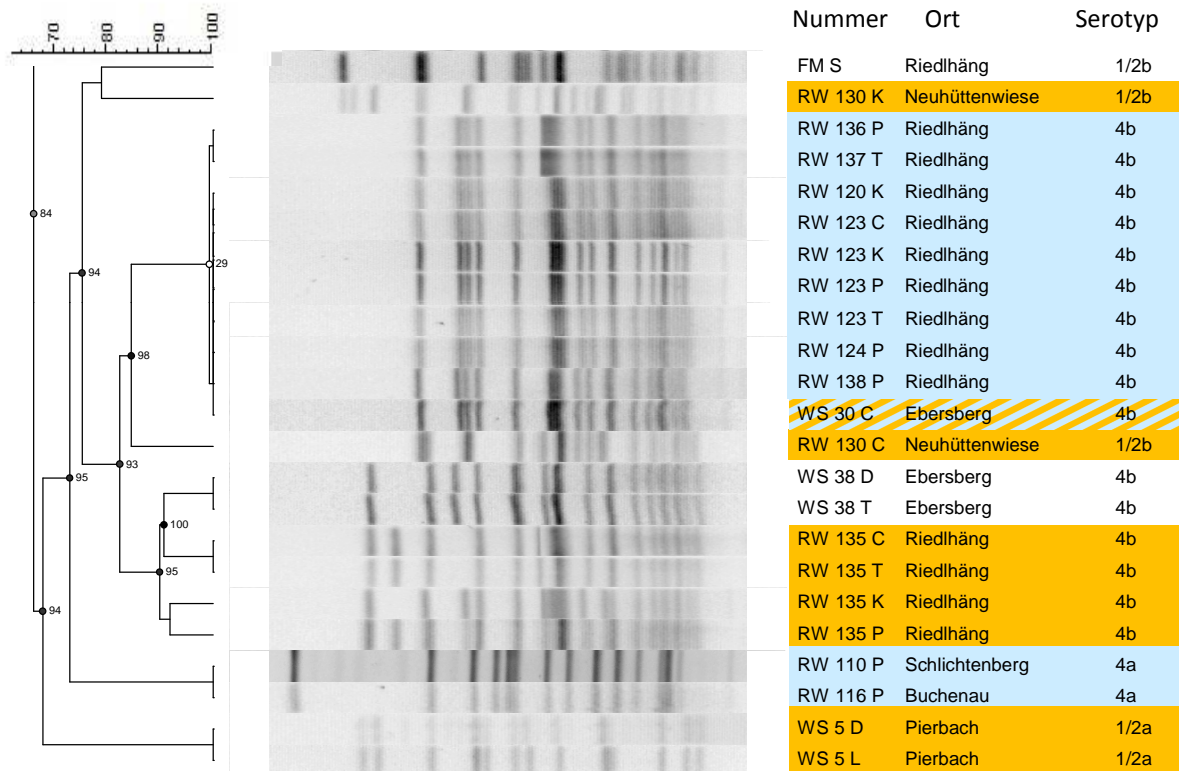 70 80 90 100
Nummer Ort Serotyp
FM S Riedlhäng 1/2b
RW 130 K Neuhüttenwiese 1/2b
RW 136 P Riedlhäng 4b
RW 137 T Riedlhäng 4b
RW 120 K Riedlhäng 4b
84 RW 123 C Riedlhäng 4b
29 RW 123 K Riedlhäng 4b
94 RW 123 P Riedlhäng 4b
RW 123 T Riedlhäng 4b
98 RW 124 P Riedlhäng 4b
RW 138 P Riedlhäng 4b
WS 30 C Ebersberg 4b
RW 130 C Neuhüttenwiese 1/2b
93
95 WS 38 D Ebersberg 4b
WS 38 T Ebersberg 4b
100 RW 135 C Riedlhäng 4b
95 RW 135 T Riedlhäng 4b
94 RW 135 K Riedlhäng 4b
RW 135 P Riedlhäng 4b
RW 110 P Schlichtenberg 4a
RW 116 P Buchenau 4a
WS 5 D Pierbach 1/2a
WS 5 L Pierbach 1/2a